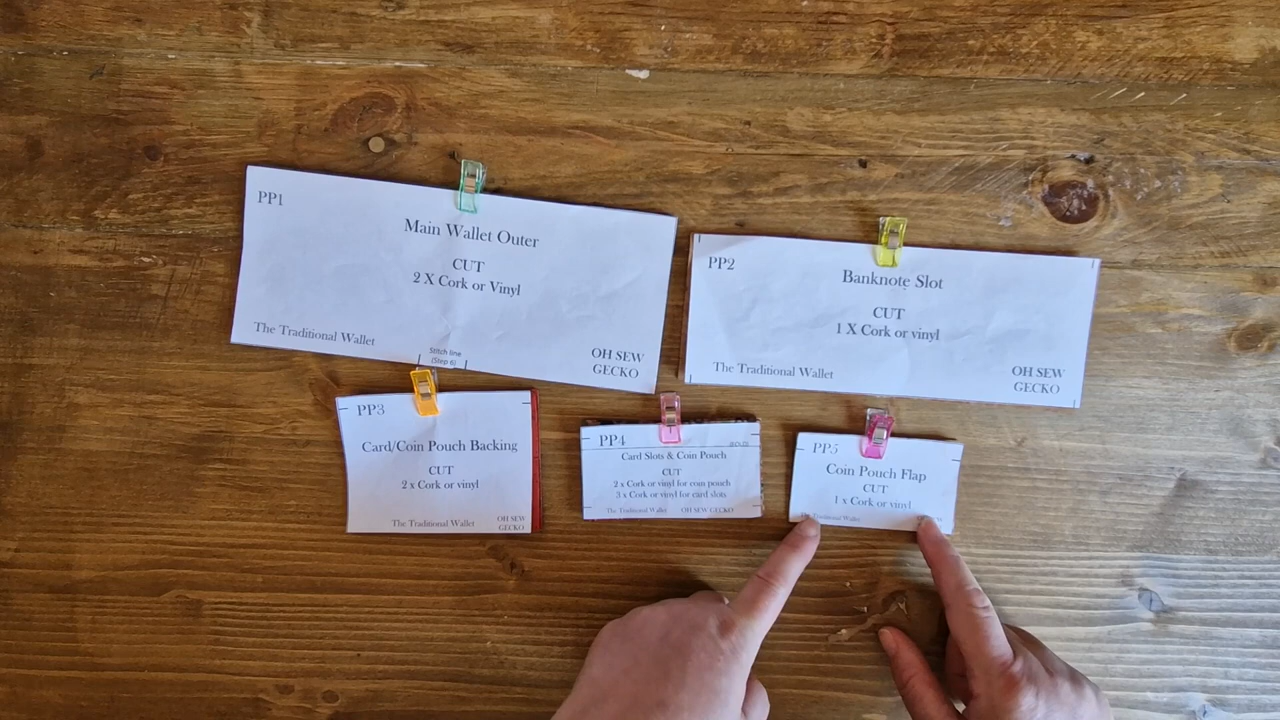 PP1
Main Wallet Outer
CUT
2 X Cork or Vinyl
The Traditional Wallet
Stitch line
(Step 6)
OH SEW
GECKO
PP2
Banknote Slot
CUT
1 X Cork or vinyl
The Traditional Wallet
OH SEW
GECKO
PP3
Card/Coin Pouch Backing
CUT
2 x Cork or vinyl
The Traditional Wallet
OH SEW
GECKO
PP4
Card Slots & Coin Pouch
CUT
2 x Cork or vinyl for coin pouch
3 x Cork or vinyl for card slots
The Traditional Wallet
OH SEW GECKO
PP5
Coin Pouch Flap
CUT
1 x Cork or vinyl
Traditional Wallet